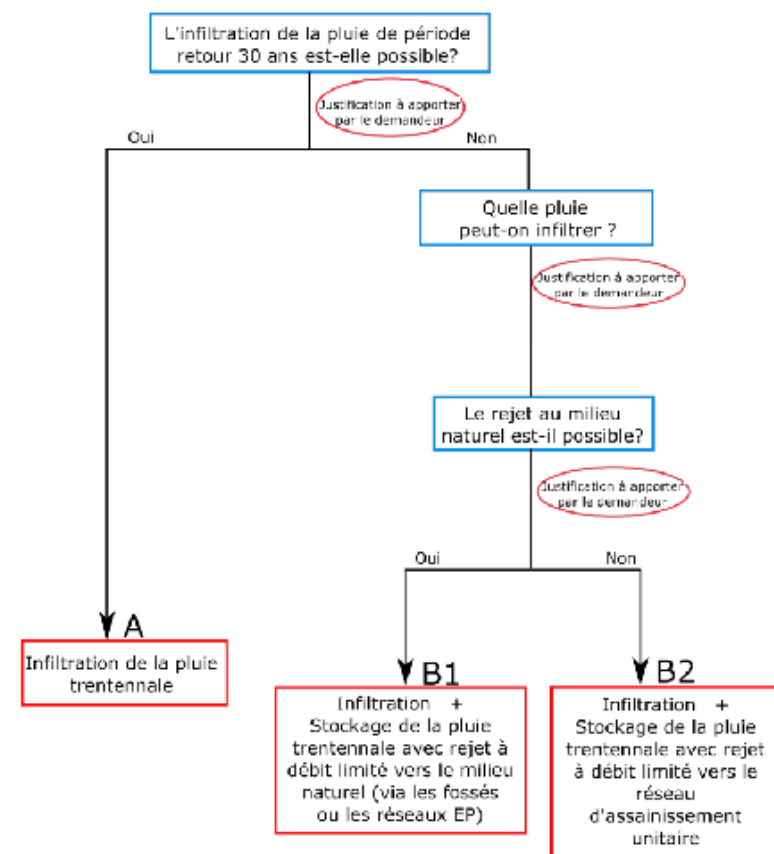 L'infiltration de la pluie de période
retour 30 ans est-elle possible?
Justification à apporter
par le demandeur
Oui
Non
Quelle pluie
peut-on infiltrer ?
Justification à apporter
par le demandeur
Le rejet au milieu
naturel est-il possible?
Justification à apporter
par le demandeur
Oui
Non
A
Infiltration de la pluie
trentennale
B1
Infiltration +
Stockage de la pluie
trentennale avec rejet à
débit limité vers le milieu
naturel (via les fossés
ou les réseaux EP)
B2
Infiltration +
Stockage de la pluie
trentennale avec rejet
à débit limité vers le
réseau
d'assainissement
unitaire